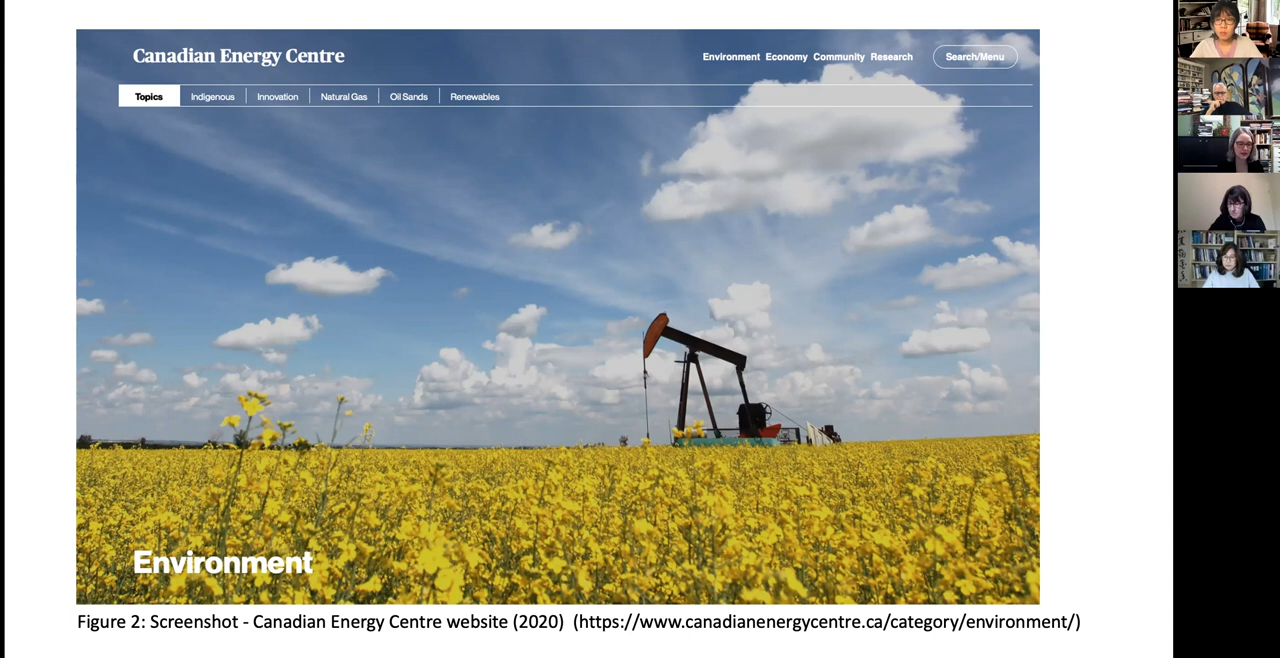 Canadian Energy Centre
Environment Economy Community Research Search/Menu
Topics Indigenous Innovation Natural Gas Oil Sands Renewables
Environment
Figure 2: Screenshot - Canadian Energy Centre website (2020) (https://www.canadianenergycentre.ca/category/environment/)